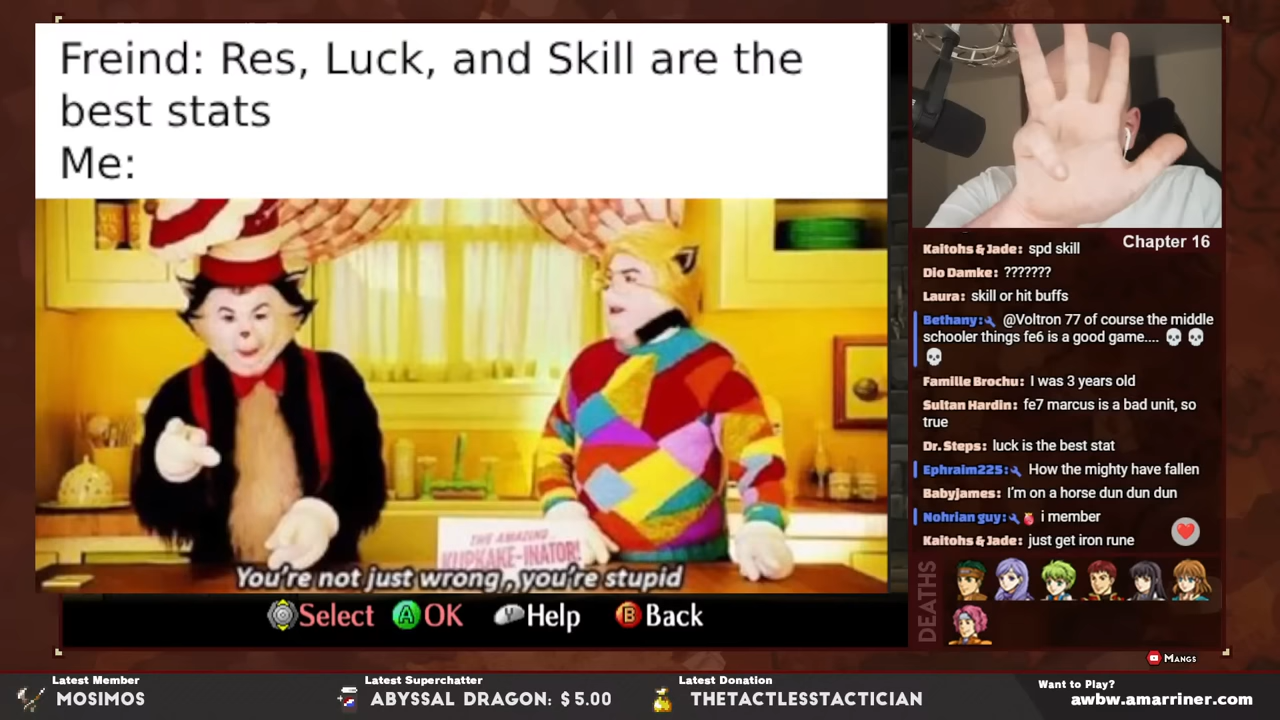 Freind: Res, Luck, and Skill are the
best stats
Me:
THE AMAZING
KUPKAKE-INATOR!
You're not just wrong, you're stupid
Select A OK Help B Back
Chapter 16
Kaitohs & Jade: spd skill
Dio Damke: ???????
Laura: skill or hit buffs
Bethany: @Voltron 77 of course the middle
schooler things fe6 is a good game....
Famille Brochu: I was 3 years old
Sultan Hardin: fe7 marcus is a bad unit, so
true
Dr. Steps: luck is the best stat
Ephraim225: How the mighty have fallen
Babyjames: I'm on a horse dun dun dun
Nohrian guy: i member
Kaitohs & Jade: just get iron rune
DEATHS
MANGS
Latest Member
MOSIMOS
Latest Superchatter
ABYSSAL DRAGON: $5.00
Latest Donation
THETACTLESSTACTICIAN
Want to Play?
awbw.amarriner.com